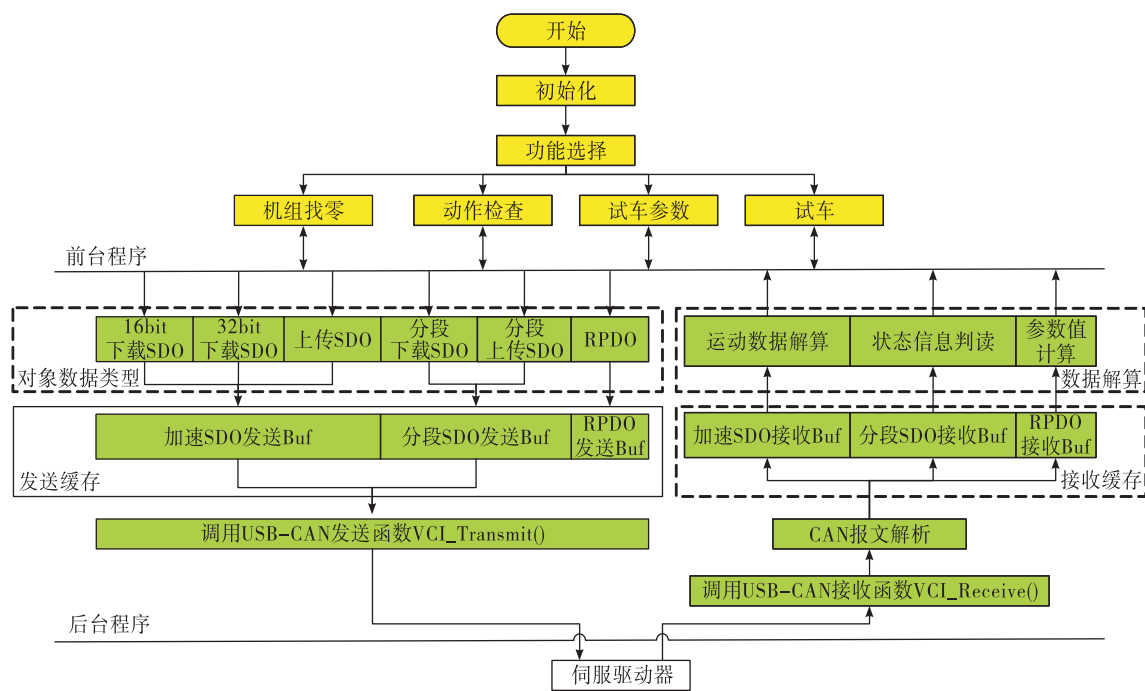 开始
初始化
功能选择
机组找零
动作检查
试车参数
试车
前台程序
16bit
下载SDO
32bit
下载SDO
上传SDO
分段
下载SDO
分段
上传SDO
RPDO
对象数据类型
运动数据解算
状态信息判读
参数值
计算
数据解算
加速SDO发送Buf
分段SDO发送Buf
RPDO
发送Buf
发送缓存
加速SDO接收Buf
分段SDO接收Buf
RPDO
接收Buf
接收缓存
调用USB-CAN发送函数VCI_Transmit()
CAN报文解析
调用USB-CAN接收函数VCI_Receive()
后台程序
伺服驱动器